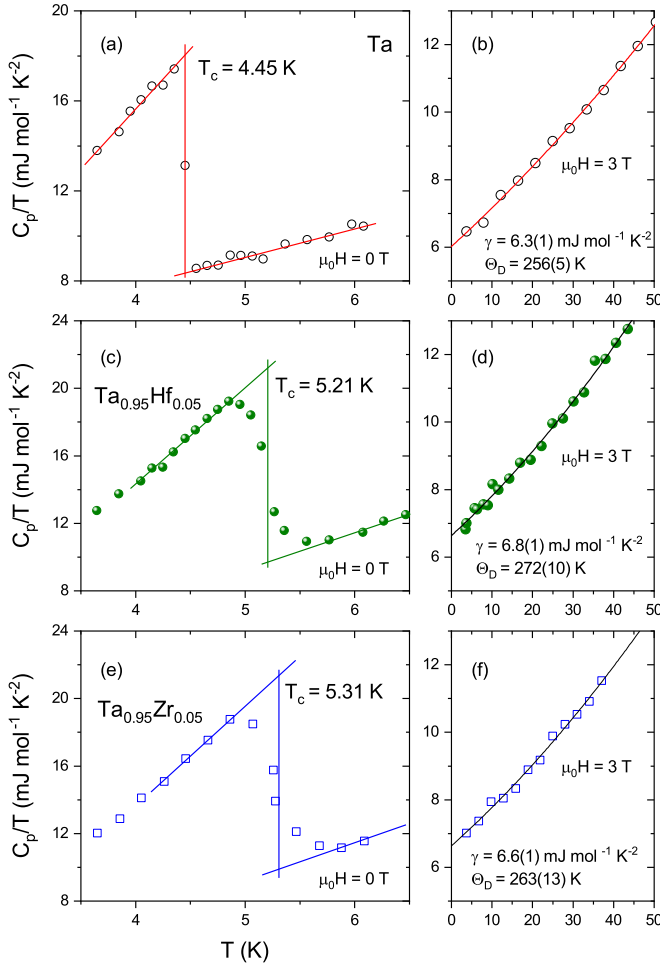 (a)
Ta
T_c = 4.45 K
μ₀H = 0 T
20
16
12
8
4
5
6
C_p/T (mJ mol ⁻¹ K⁻²)
(b)
μ₀H = 3 T
γ = 6.3(1) mJ mol ⁻¹ K⁻²
Θ_D = 256(5) K
12
10
8
6
0
10
20
30
40
50
(c)
Ta₀.₉₅Hf₀.₀₅
T_c = 5.21 K
μ₀H = 0 T
24
20
16
12
8
4
5
6
C_p/T (mJ mol ⁻¹ K⁻²)
(d)
μ₀H = 3 T
γ = 6.8(1) mJ mol ⁻¹ K⁻²
Θ_D = 272(10) K
12
10
8
6
0
10
20
30
40
50
(e)
Ta₀.₉₅Zr₀.₀₅
T_c = 5.31 K
μ₀H = 0 T
24
20
16
12
8
4
5
6
C_p/T (mJ mol ⁻¹ K⁻²)
T (K)
(f)
μ₀H = 3 T
γ = 6.6(1) mJ mol ⁻¹ K⁻²
Θ_D = 263(13) K
12
10
8
6
0
10
20
30
40
50